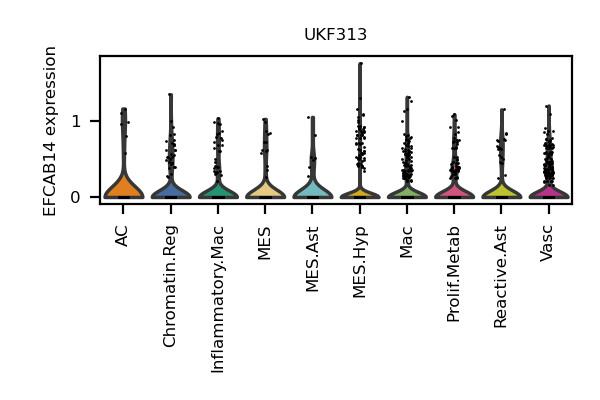 UKF313
EFCAB14 expression
1
0
AC
Chromatin.Reg
Inflammatory.Mac
MES
MES.Ast
MES.Hyp
Mac
Prolif.Metab
Reactive.Ast
Vasc